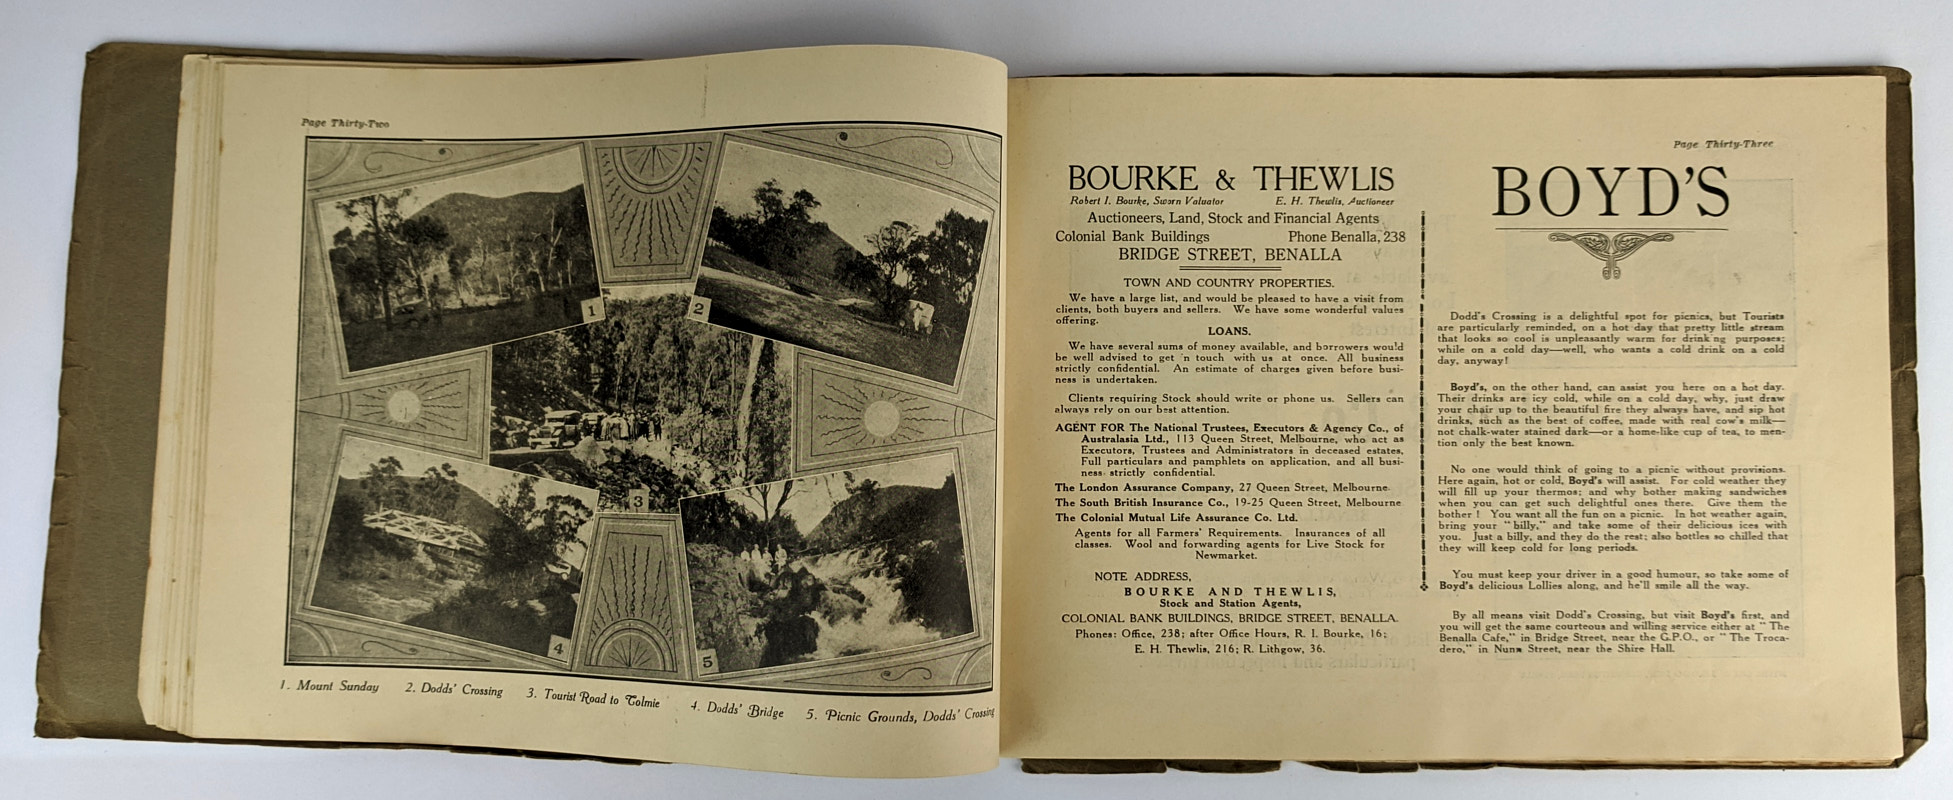 Page Thirty-Two
1
2
3
4
5
1. Mount Sunday 2. Dodds' Crossing 3. Tourist Road to Tolmie 4. Dodds' Bridge 5. Picnic Grounds, Dodds' Crossing
BOURKE & THEWLIS
Robert I. Bourke, Sworn Valuator E. H. Thewlis, Auctioneer
Auctioneers, Land, Stock and Financial Agents
Colonial Bank Buildings Phone Benalla, 238
BRIDGE STREET, BENALLA
TOWN AND COUNTRY PROPERTIES.
We have a large list, and would be pleased to have a visit from
clients, both buyers and sellers. We have some wonderful values
offering.
LOANS.
We have several sums of money available, and borrowers would
be well advised to get n touch with us at once. All business
strictly confidential. An estimate of charges given before busi-
ness is undertaken.
Clients requiring Stock should write or phone us. Sellers can
always rely on our best attention.
AGENT FOR The National Trustees, Executors & Agency Co., of
Australasia Ltd., 113 Queen Street, Melbourne, who act as
Executors, Trustees and Administrators in deceased estates,
Full particulars and pamphlets on application, and all busi-
ness strictly confidential.
The London Assurance Company, 27 Queen Street, Melbourne
The South British Insurance Co., 19-25 Queen Street, Melbourne
The Colonial Mutual Life Assurance Co. Ltd.
Agents for all Farmers' Requirements. Insurances of all
classes. Wool and forwarding agents for Live Stock for
Newmarket.
NOTE ADDRESS,
BOURKE AND THEWLIS,
Stock and Station Agents,
COLONIAL BANK BUILDINGS, BRIDGE STREET, BENALLA.
Phones: Office, 238; after Office Hours, R. I. Bourke, 16;
E. H. Thewlis, 216; R. Lithgow, 36.
Page Thirty-Three
BOYD'S
Dodd's Crossing is a delightful spot for picnics, but Tourists
are particularly reminded, on a hot day that pretty little stream
that looks so cool is unpleasantly warm for drink ng purposes;
while on a cold day—well, who wants a cold drink on a cold
day, anyway!
Boyd's, on the other hand, can assist you here on a hot day.
Their drinks are icy cold, while on a cold day, why, just draw
your chair up to the beautiful fire they always have, and sip hot
drinks, such as the best of coffee, made with real cow's milk—
not chalk-water stained dark—or a home-like cup of tea, to men-
tion only the best known.
No one would think of going to a picnic without provisions.
Here again, hot or cold, Boyd's will assist. For cold weather they
will fill up your thermos; and why bother making sandwiches
when you can get such delightful ones there. Give them the
bother! You want all the fun on a picnic. In hot weather again,
bring your "billy," and take some of their delicious ices with
you. Just a billy, and they do the rest; also bottles so chilled that
they will keep cold for long periods.
You must keep your driver in a good humour, so take some of
Boyd's delicious Lollies along, and he'll smile all the way.
By all means visit Dodd's Crossing, but visit Boyd's first, and
you will get the same courteous and willing service either at "The
Benalla Cafe," in Bridge Street, near the G.P.O., or "The Troca-
dero," in Nunn Street, near the Shire Hall.